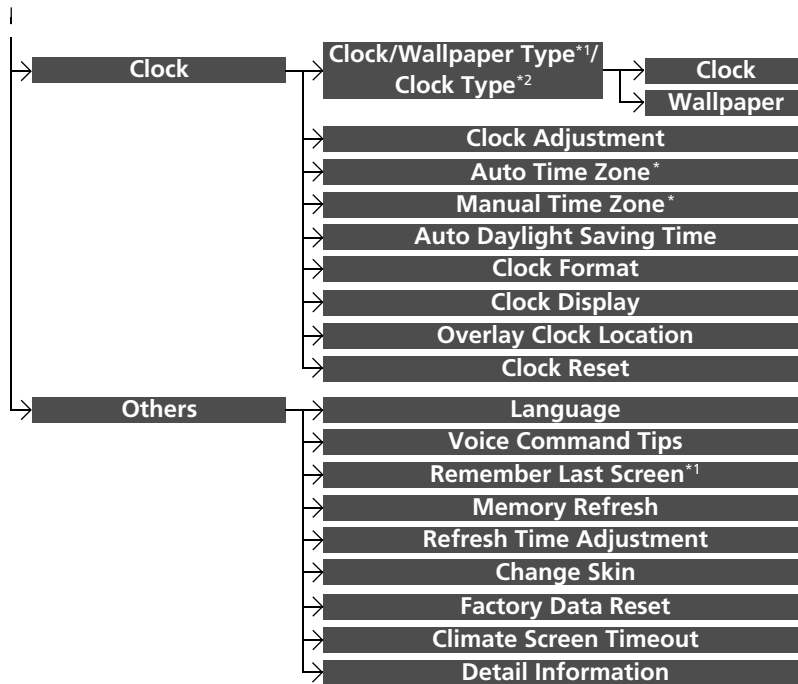 Clock
Clock/Wallpaper Type*1/
Clock Type*2
Clock
Wallpaper
Clock Adjustment
Auto Time Zone*
Manual Time Zone*
Auto Daylight Saving Time
Clock Format
Clock Display
Overlay Clock Location
Clock Reset
Others
Language
Voice Command Tips
Remember Last Screen*1
Memory Refresh
Refresh Time Adjustment
Change Skin
Factory Data Reset
Climate Screen Timeout
Detail Information